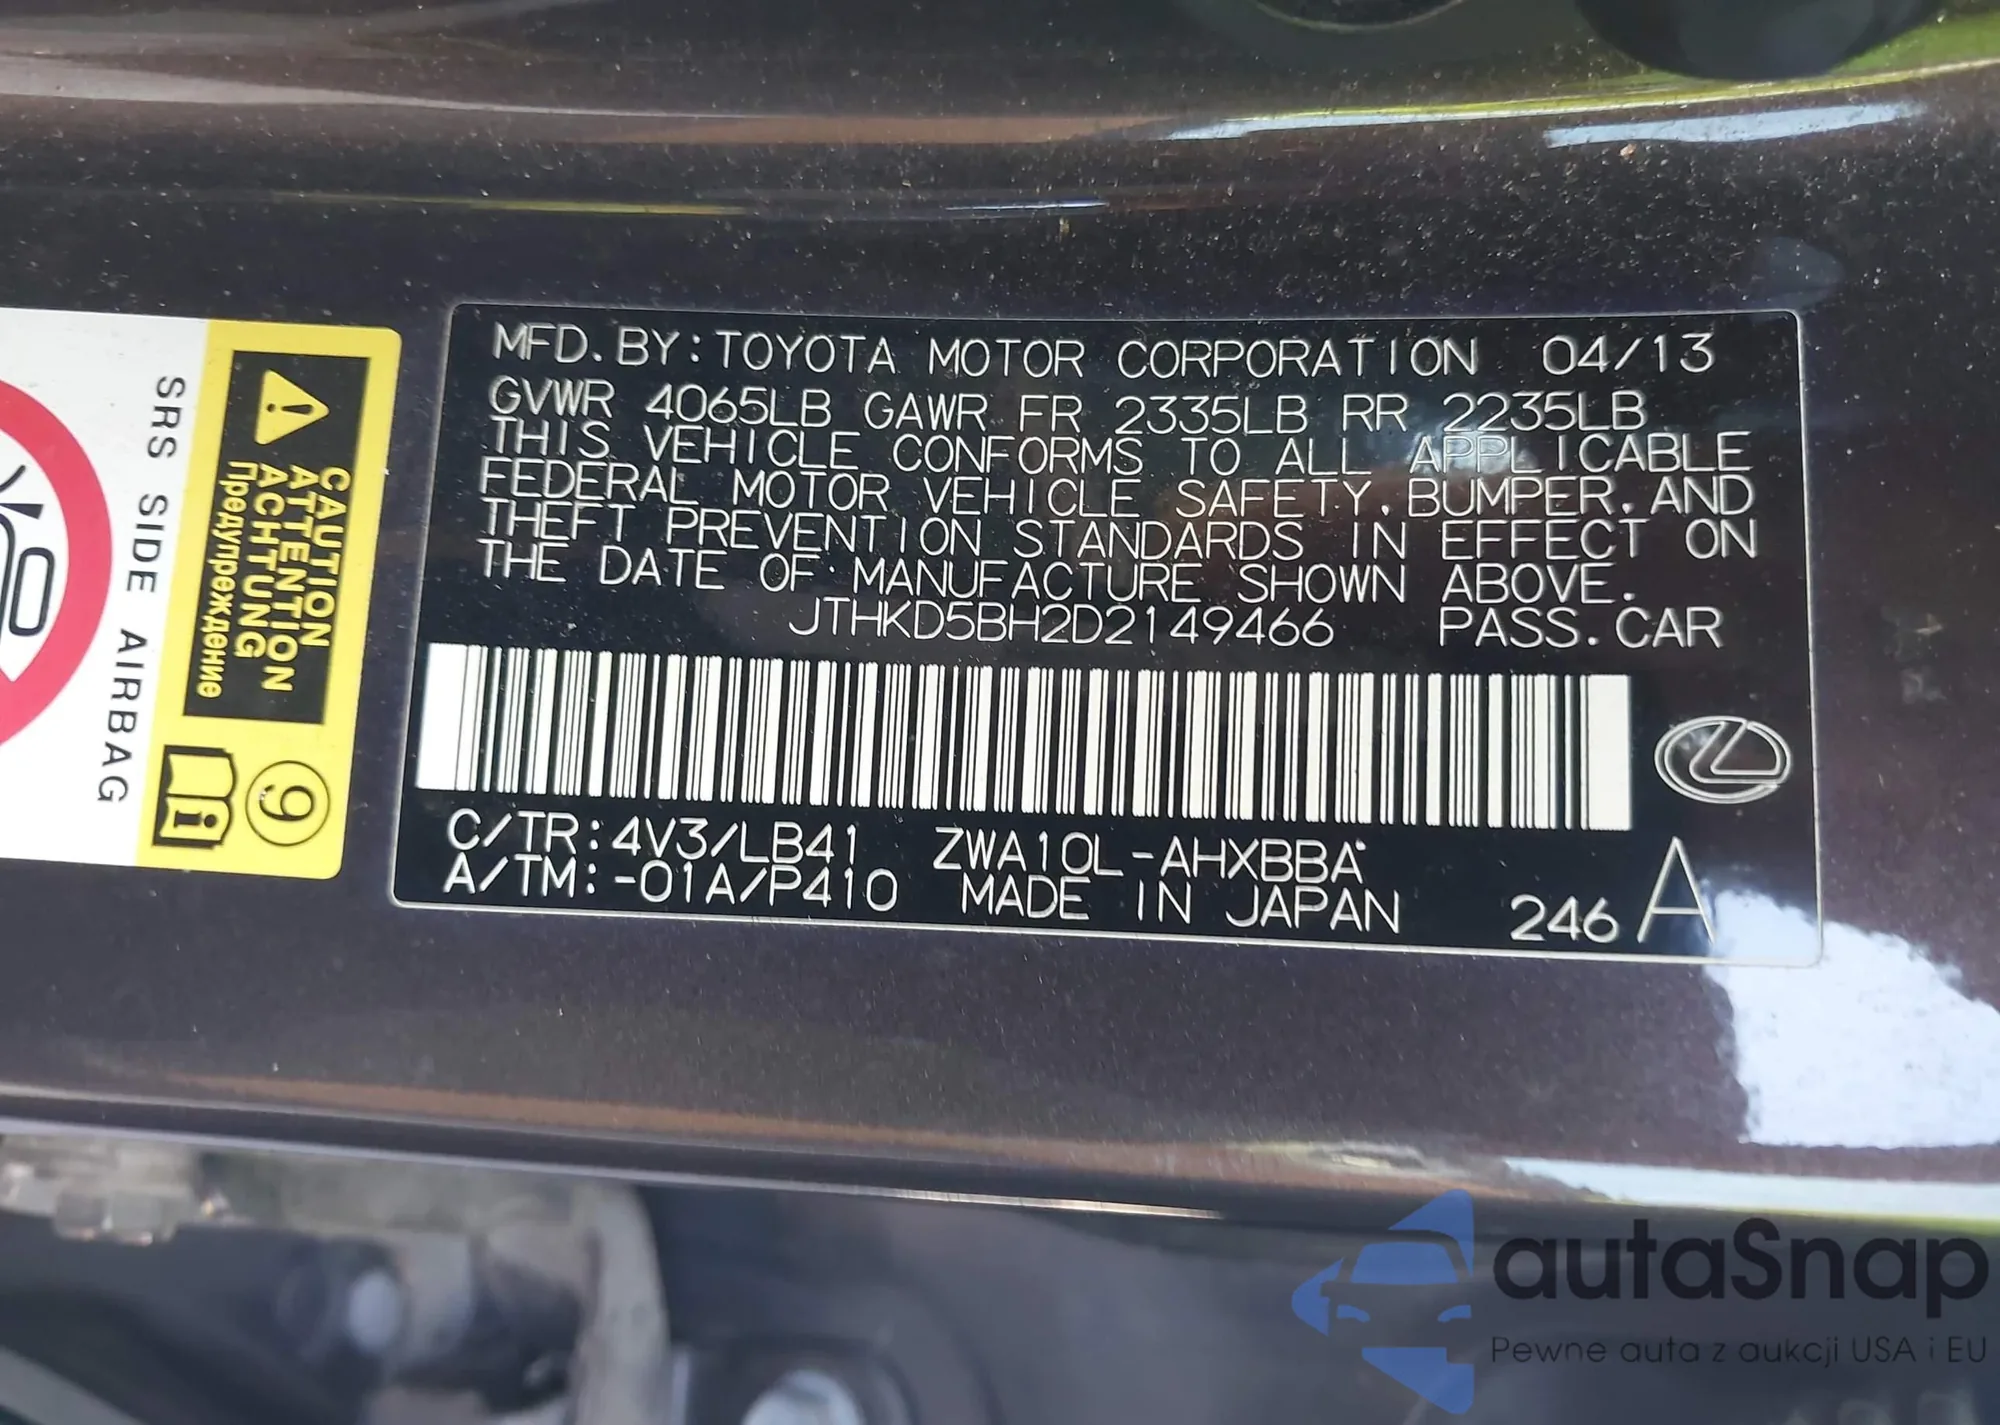 MFD. BY: TOYOTA MOTOR CORPORATION 04/13
GVWR 4065LB GAWR FR 2335LB RR 2235LB
THIS VEHICLE CONFORMS TO ALL APPLICABLE
FEDERAL MOTOR VEHICLE SAFETY, BUMPER, AND
THEFT PREVENTION STANDARDS IN EFFECT ON
THE DATE OF MANUFACTURE SHOWN ABOVE.
JTHKD5BH2D2149466 PASS. CAR
C/TR: 4V3/LB41 ZWA10L-AHXBBA
A/TM: -01A/P410 MADE IN JAPAN 246 A
CAUTION
ATTENTION
ACHTUNG
Предупреждение
9
SRS SIDE AIRBAG
autaSnap
Pewne auta z aukcji USA i EU